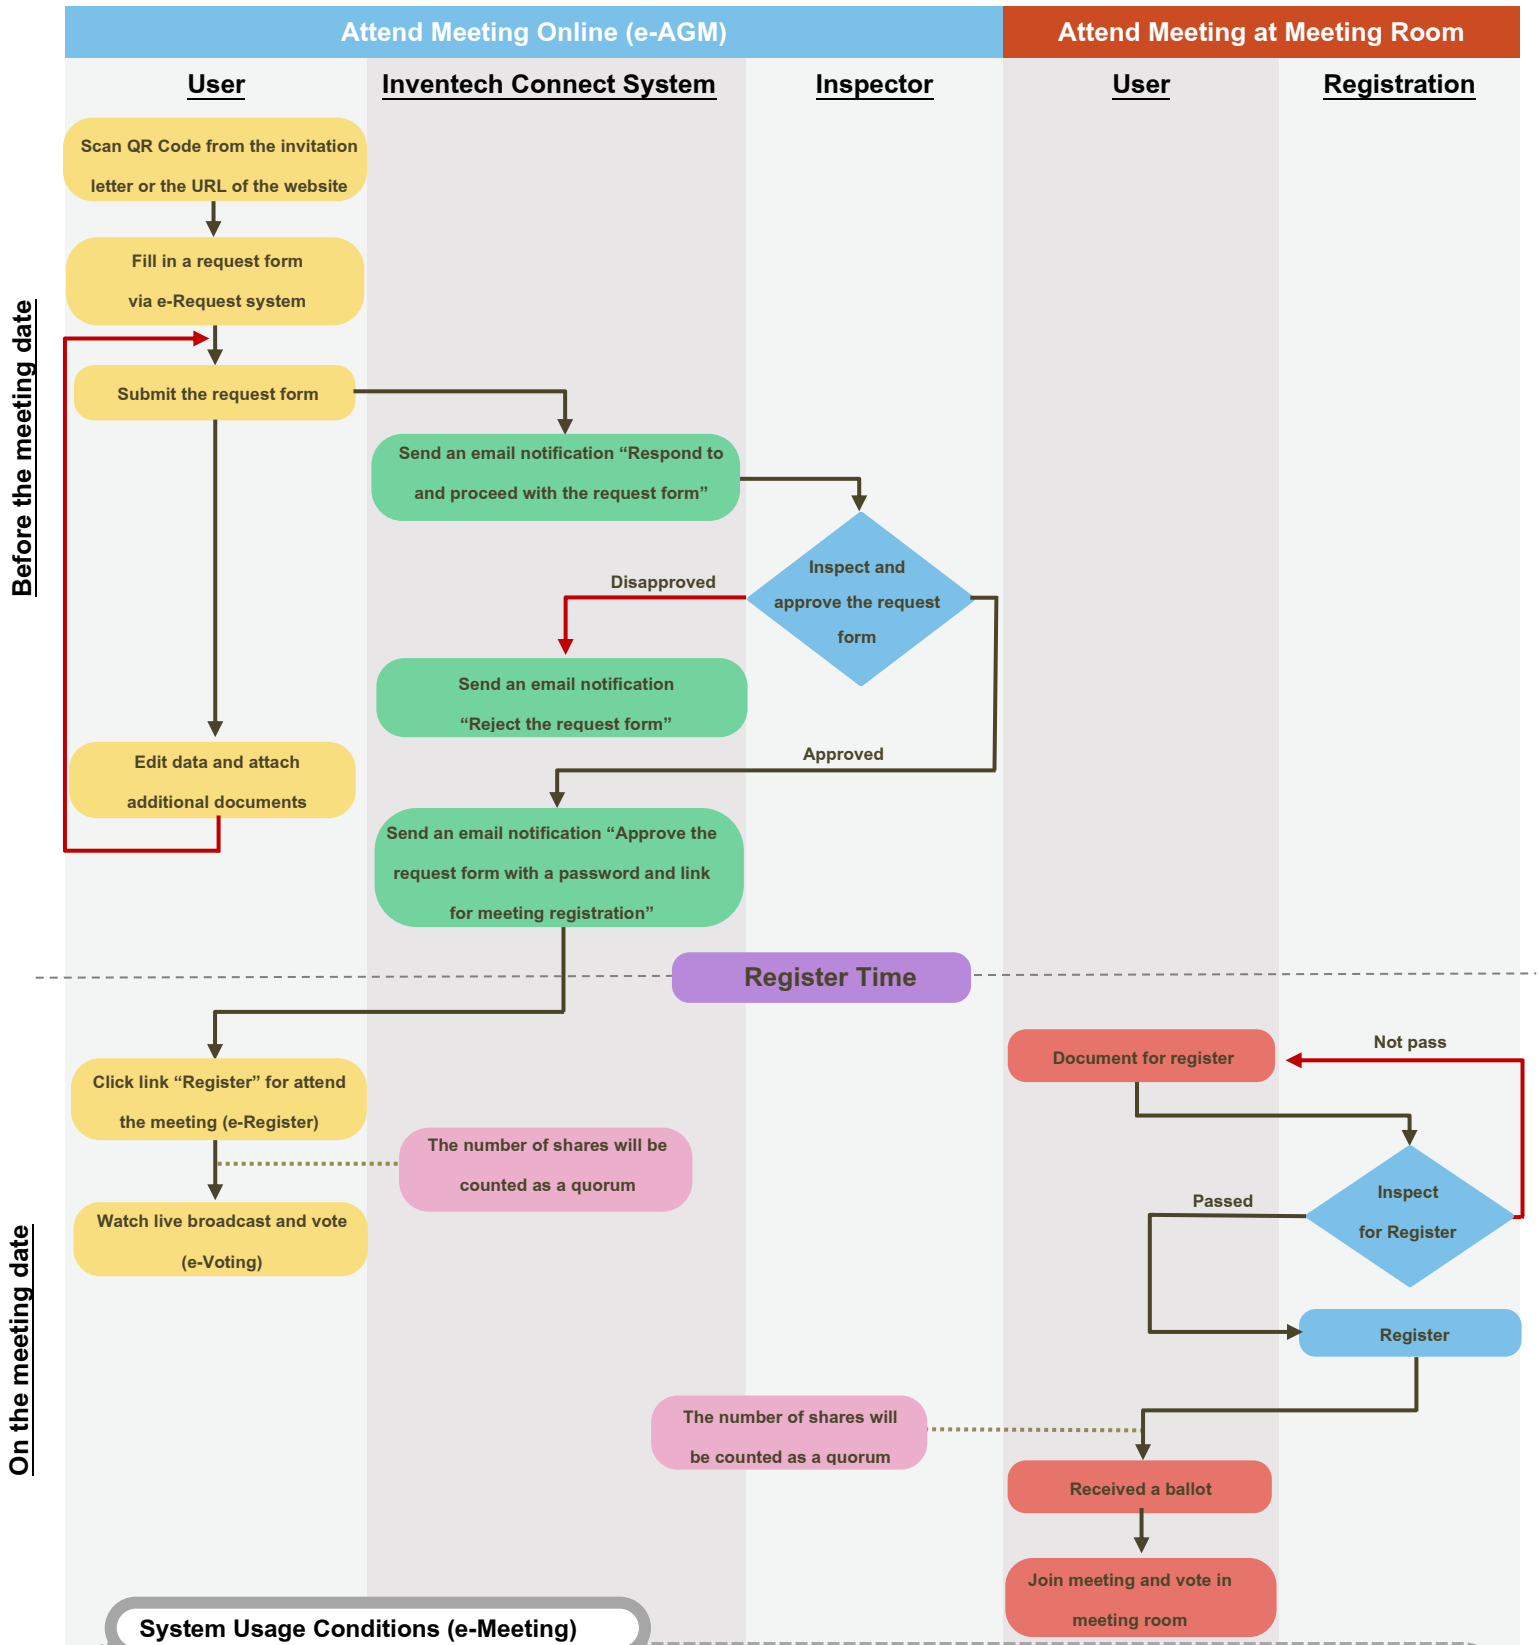 Attend Meeting Online (e-AGM)
Attend Meeting at Meeting Room
User
Inventech Connect System
Inspector
User
Registration
Before the meeting date
Scan QR Code from the invitation
letter or the URL of the website
Fill in a request form
via e-Request system
Submit the request form
Send an email notification “Respond to
and proceed with the request form”
Inspect and
approve the request
form
Disapproved
Send an email notification
“Reject the request form”
Edit data and attach
additional documents
Approved
Send an email notification “Approve the
request form with a password and link
for meeting registration”
Register Time
On the meeting date
Click link “Register” for attend
the meeting (e-Register)
The number of shares will be
counted as a quorum
Watch live broadcast and vote
(e-Voting)
Document for register
Not pass
Inspect
for Register
Passed
Register
The number of shares will
be counted as a quorum
Received a ballot
Join meeting and vote in
meeting room
System Usage Conditions (e-Meeting)